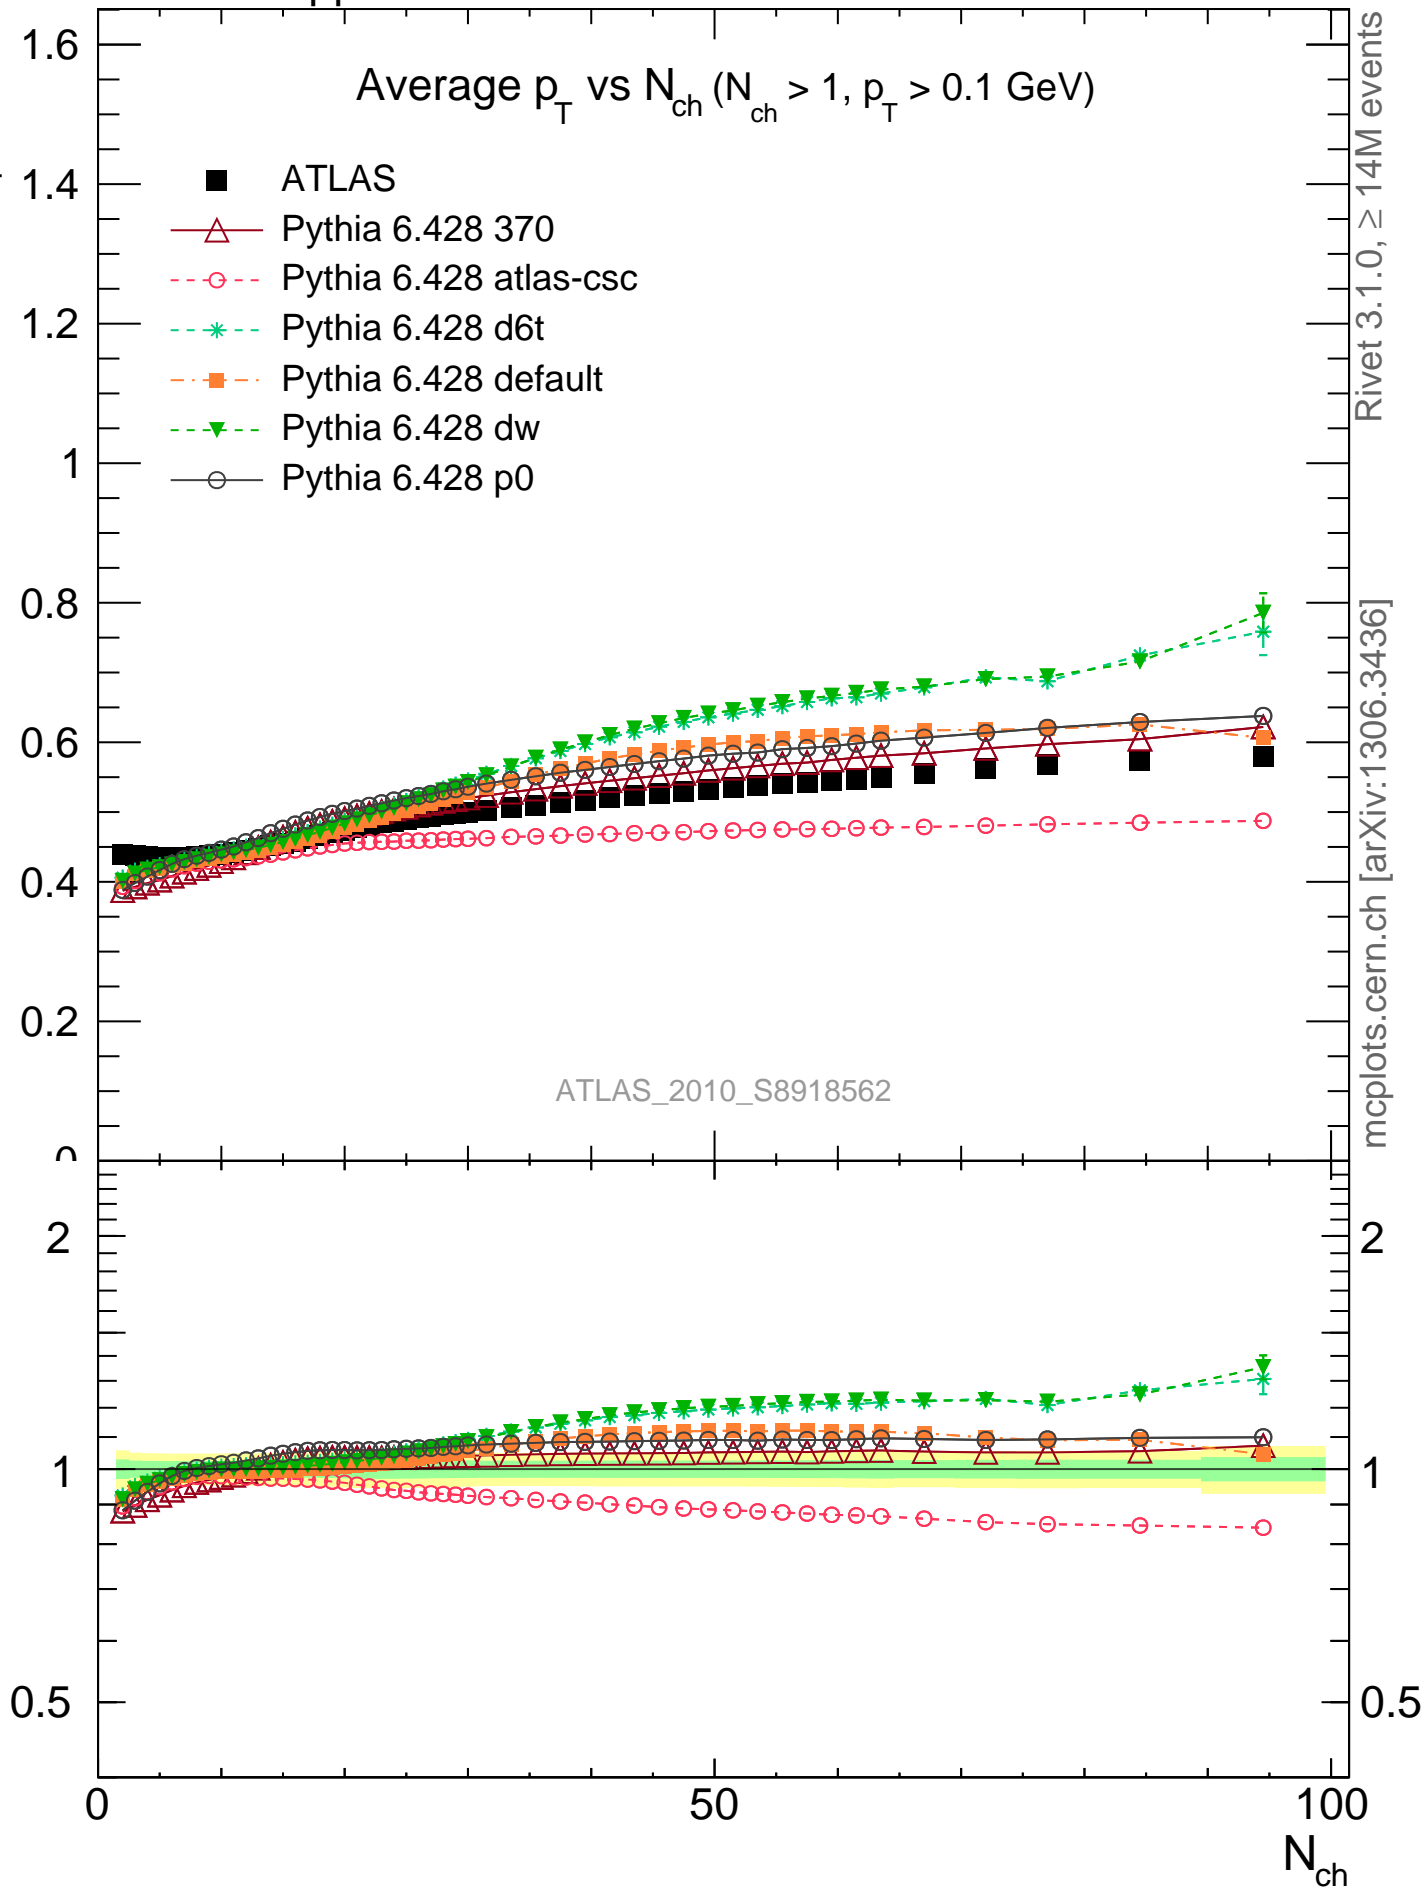 Average p_T vs N_ch (N_ch > 1, p_T > 0.1 GeV)
ATLAS
Pythia 6.428 370
Pythia 6.428 atlas-csc
Pythia 6.428 d6t
Pythia 6.428 default
Pythia 6.428 dw
Pythia 6.428 p0
1.6
1.4
1.2
1
0.8
0.6
0.4
0.2
0
ATLAS_2010_S8918562
Rivet 3.1.0, ≥ 14M events
mcplots.cern.ch [arXiv:1306.3436]
2
1
0.5
2
1
0.5
0
50
100
N_ch